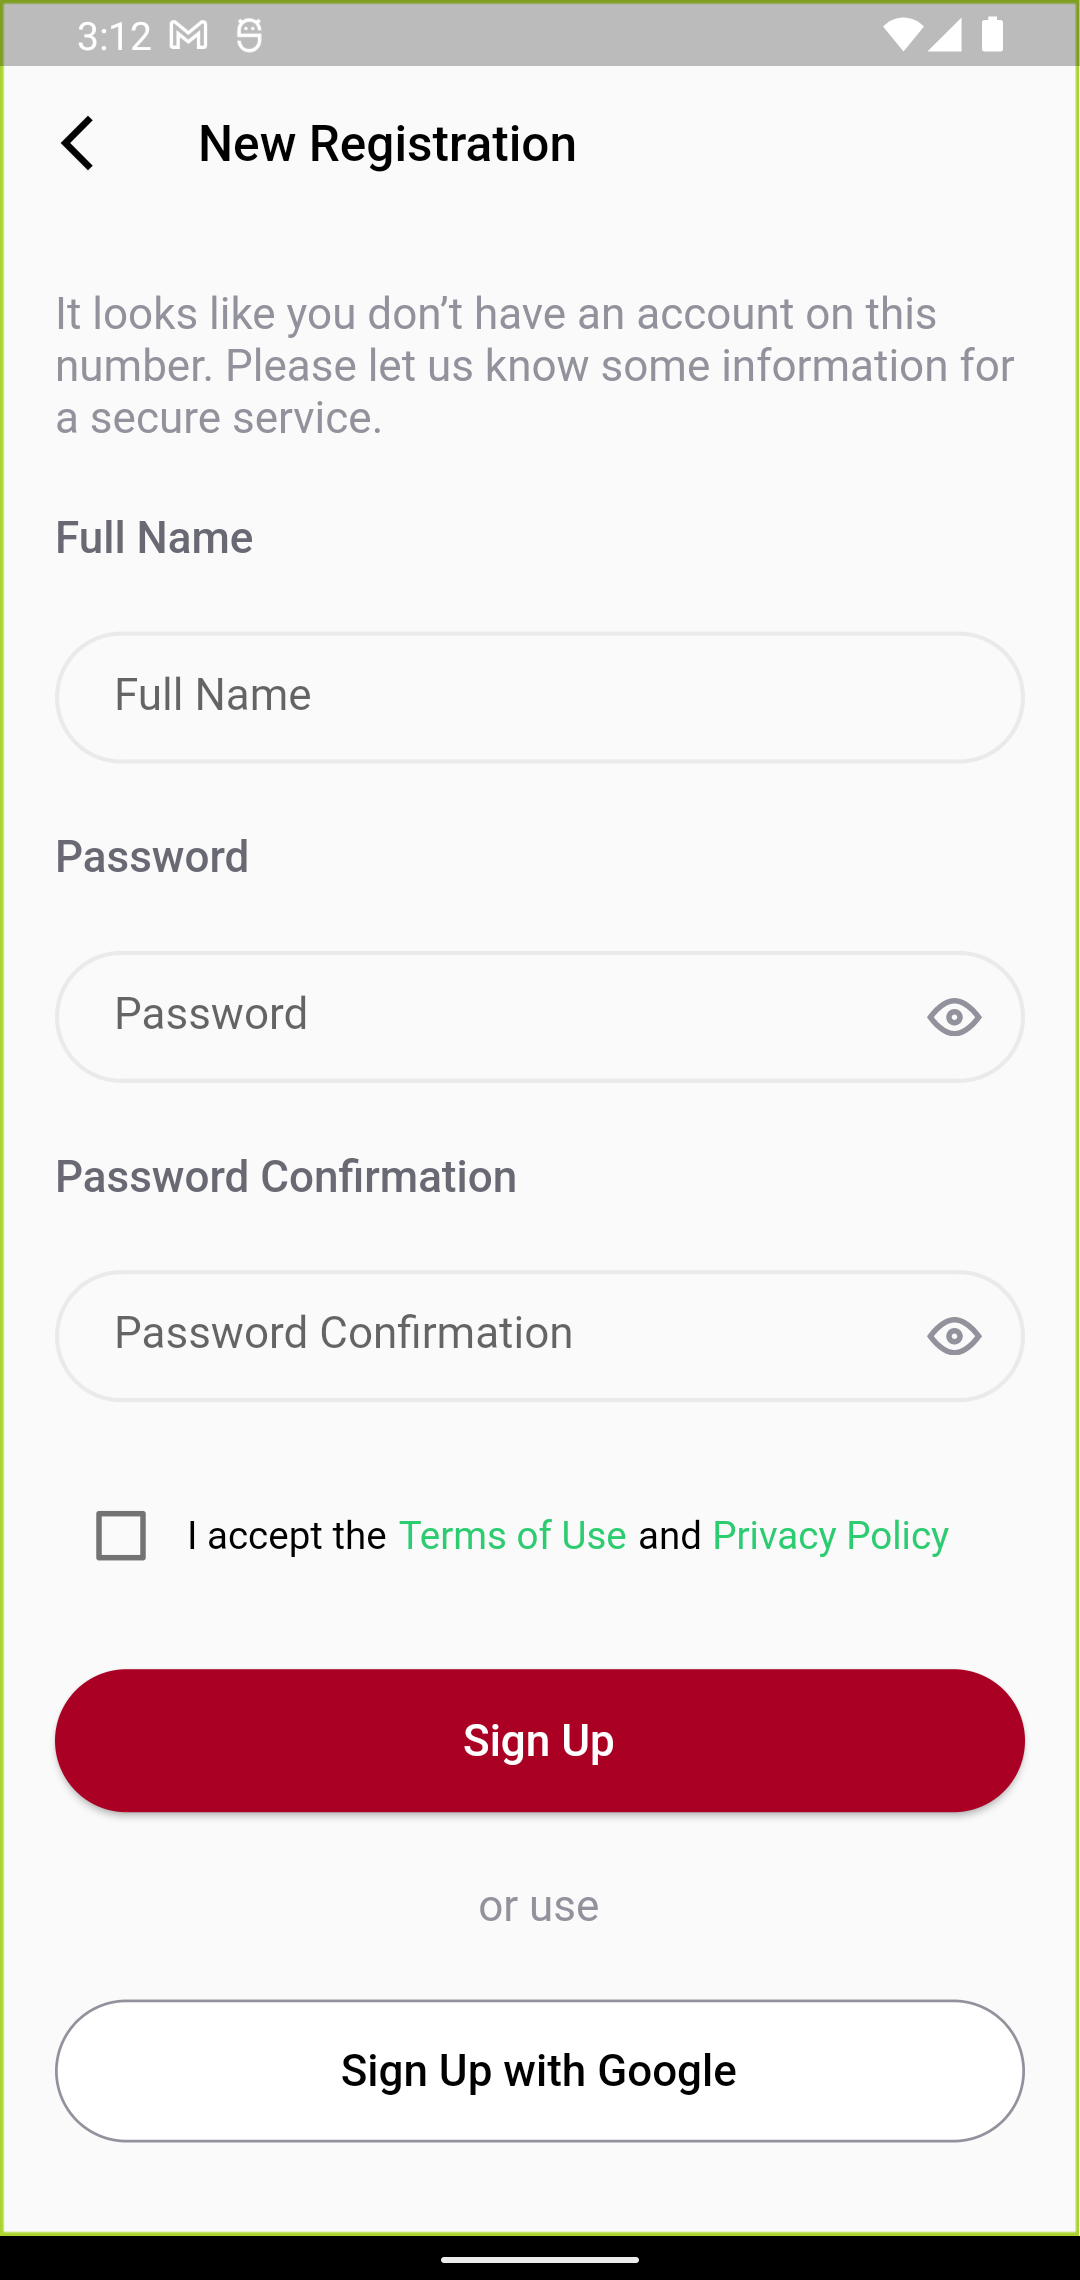 3:12
New Registration
It looks like you don’t have an account on this
number. Please let us know some information for
a secure service.
Full Name
Full Name
Password
Password
Password Confirmation
Password Confirmation
I accept the Terms of Use and Privacy Policy
Sign Up
or use
Sign Up with Google